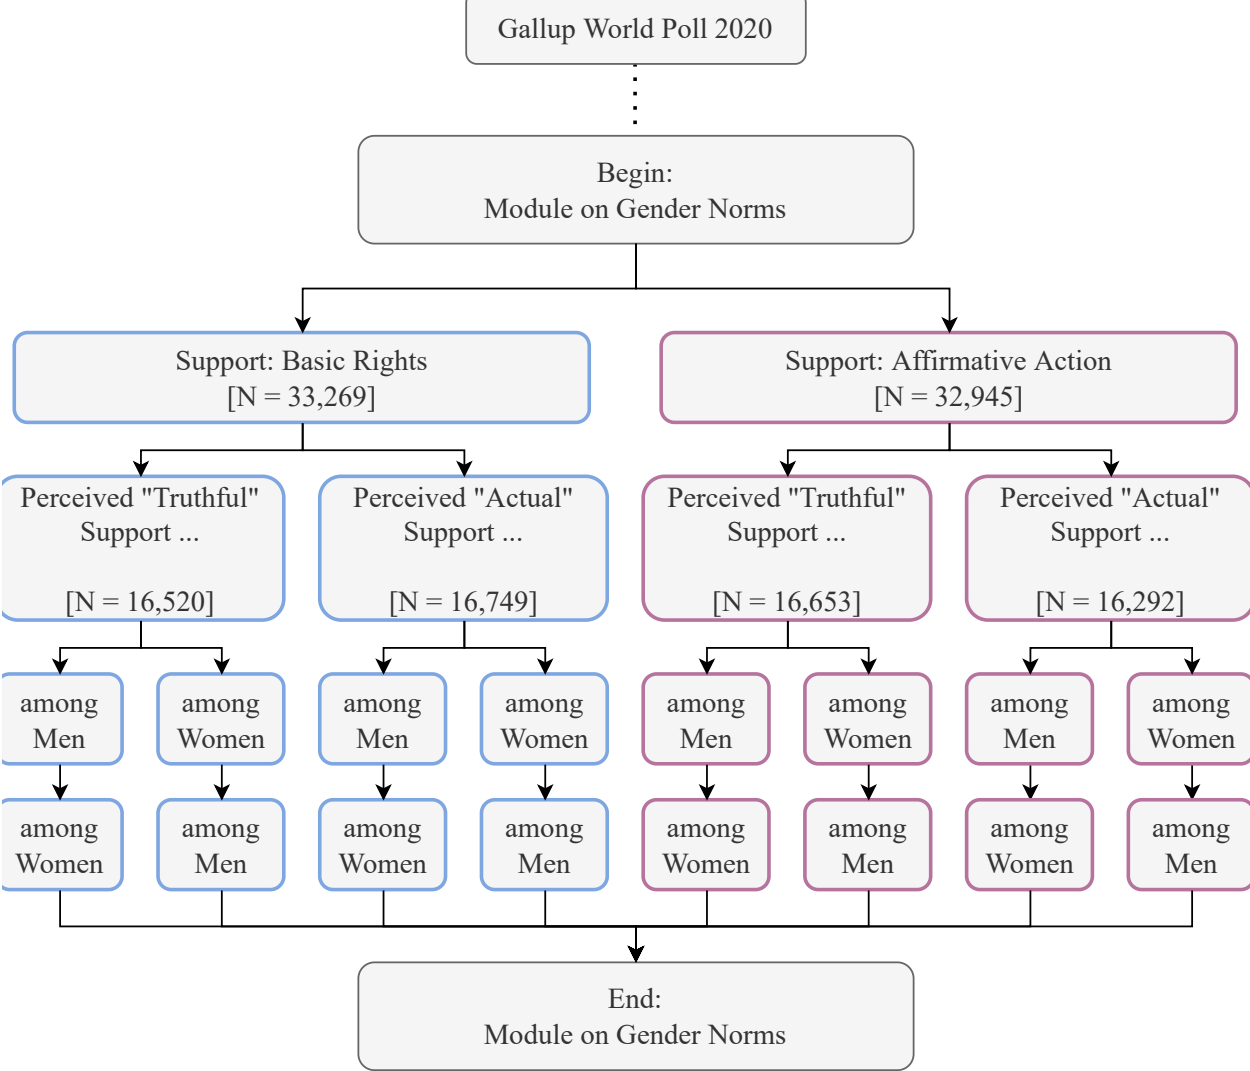 Gallup World Poll 2020
Begin:
Module on Gender Norms
Support: Basic Rights
[N = 33,269]
Support: Affirmative Action
[N = 32,945]
Perceived "Truthful"
Support ...
[N = 16,520]
Perceived "Actual"
Support ...
[N = 16,749]
Perceived "Truthful"
Support ...
[N = 16,653]
Perceived "Actual"
Support ...
[N = 16,292]
among
Men
among
Women
among
Men
among
Women
among
Men
among
Women
among
Men
among
Women
among
Women
among
Men
among
Women
among
Men
among
Women
among
Men
among
Women
among
Men
End:
Module on Gender Norms